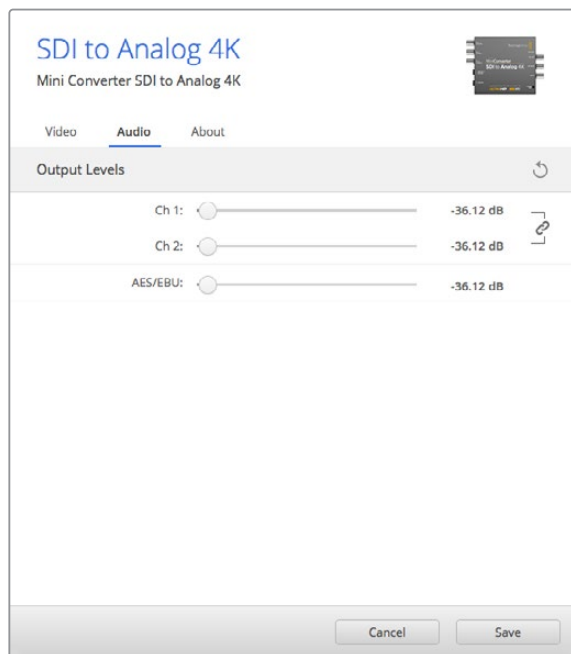 SDI to Analog 4K
Mini Converter SDI to Analog 4K
Video Audio About
Output Levels
Ch 1: -36.12 dB
Ch 2: -36.12 dB
AES/EBU: -36.12 dB
Cancel Save